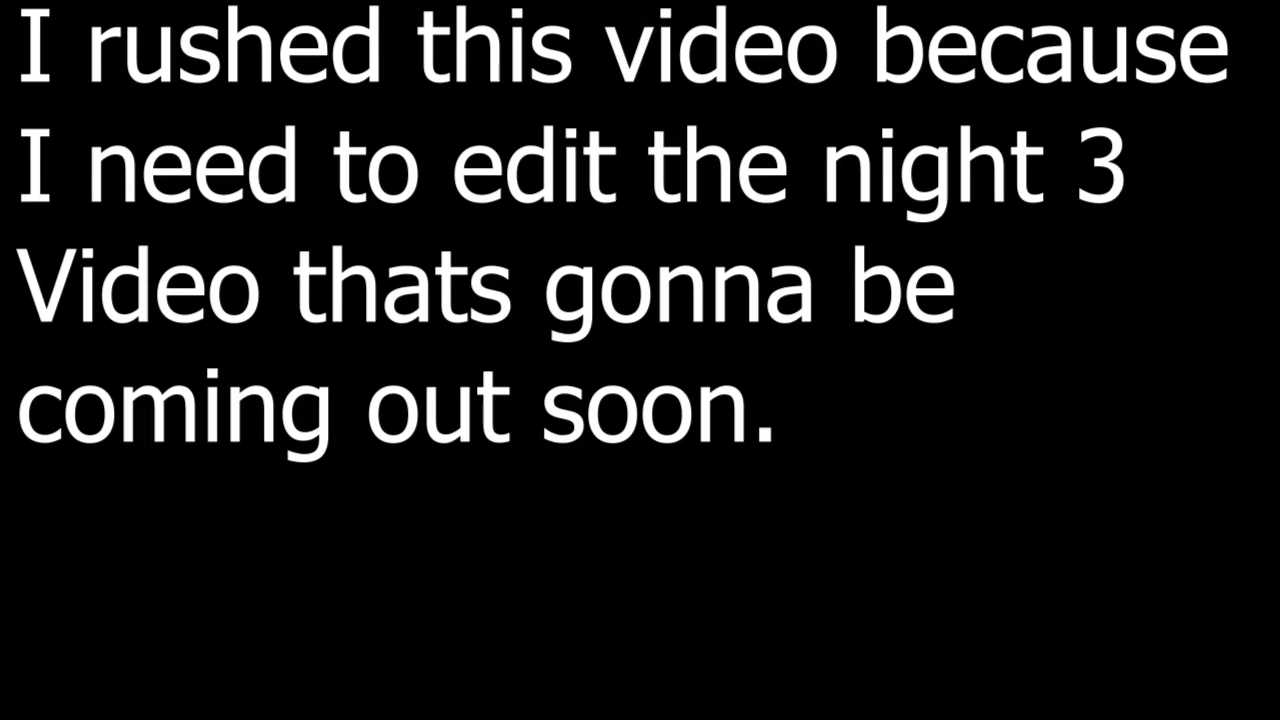 I rushed this video because
I need to edit the night 3
Video thats gonna be
coming out soon.